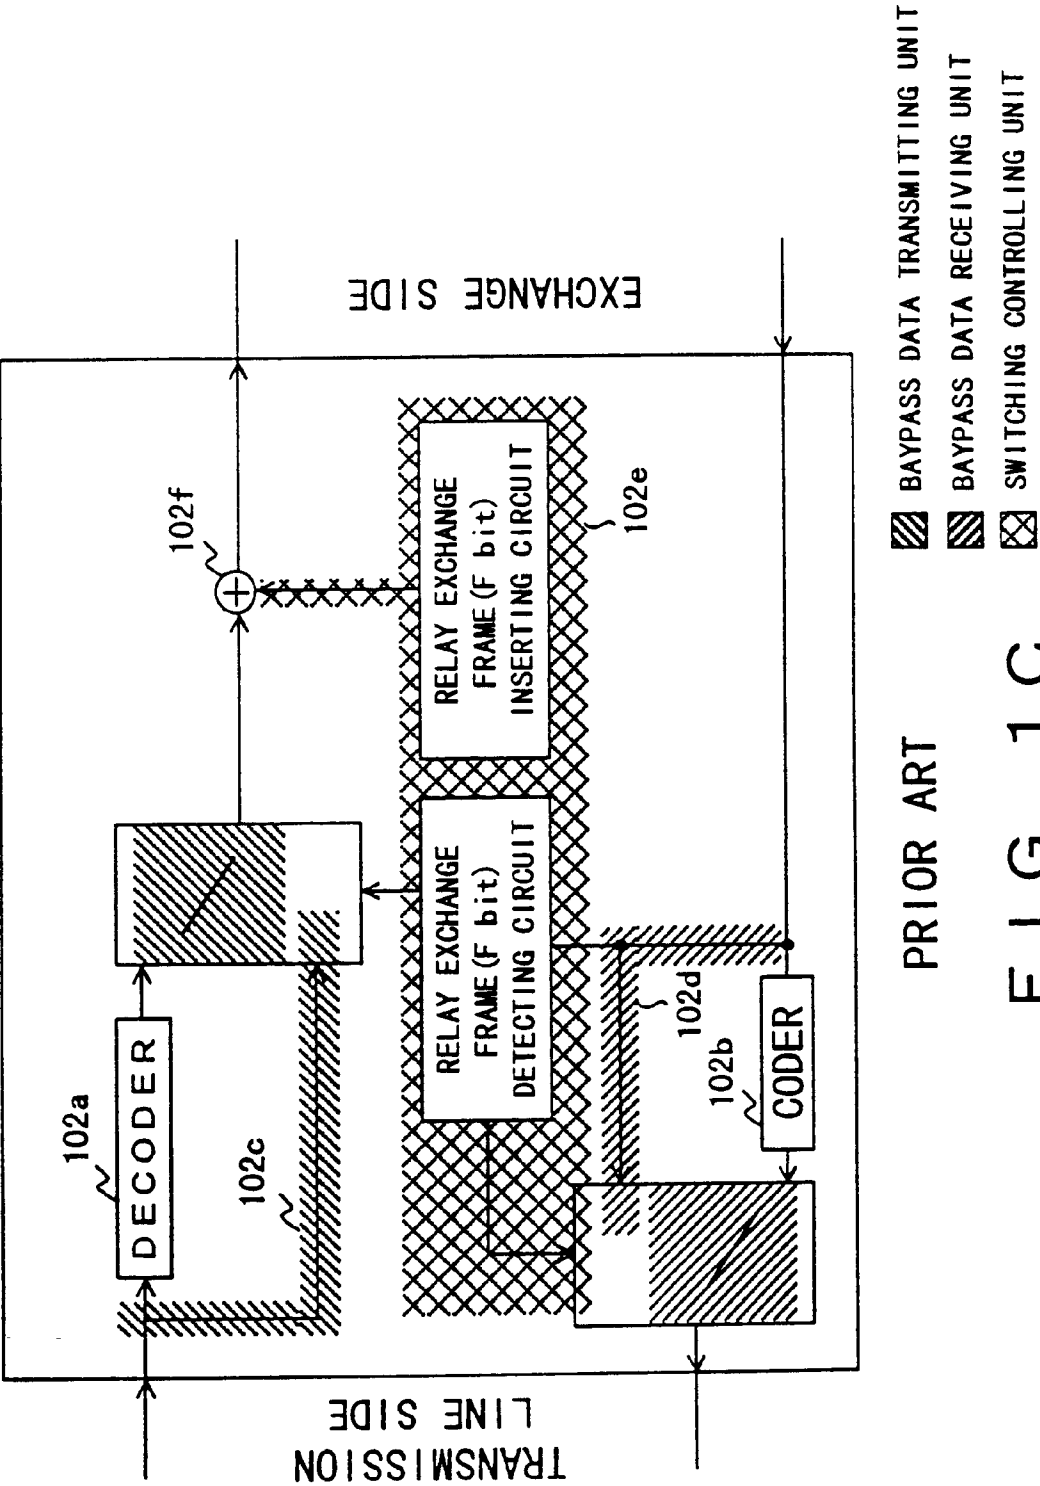 TRANSMISSION
LINE SIDE
EXCHANGE SIDE
102a
DECODER
102c
102f
RELAY EXCHANGE
FRAME(F bit)
DETECTING CIRCUIT
RELAY EXCHANGE
FRAME(F bit)
INSERTING CIRCUIT
102e
102d
102b
CODER
BAYPASS DATA TRANSMITTING UNIT
BAYPASS DATA RECEIVING UNIT
SWITCHING CONTROLLING UNIT
PRIOR ART
FIG 1C